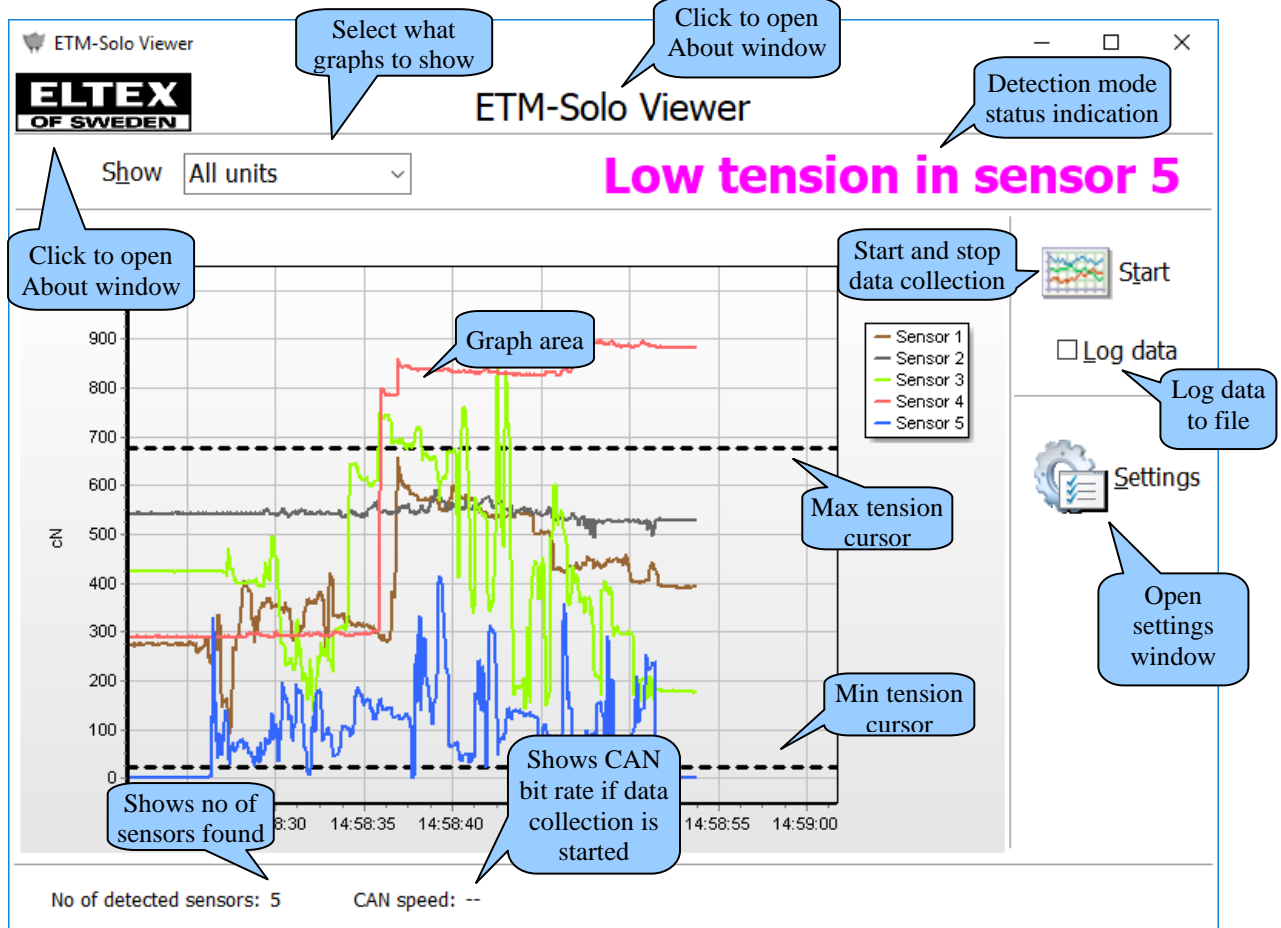 Select what
graphs to show
Click to open
About window
ETM-Solo Viewer
ELTEX
OF SWEDEN
ETM-Solo Viewer
Detection mode
status indication
Show
All units
Low tension in sensor 5
Click to open
About window
Start and stop
data collection
Start
Graph area
Sensor 1
Sensor 2
Sensor 3
Sensor 4
Sensor 5
Log data
Log data
to file
Settings
Max tension
cursor
Open
settings
window
Min tension
cursor
cN
900
800
700
600
500
400
300
200
100
0
Shows no of
sensors found
Shows CAN
bit rate if data
collection is
started
8:30
14:58:35
14:58:40
14:58:55
14:59:00
No of detected sensors: 5
CAN speed: --